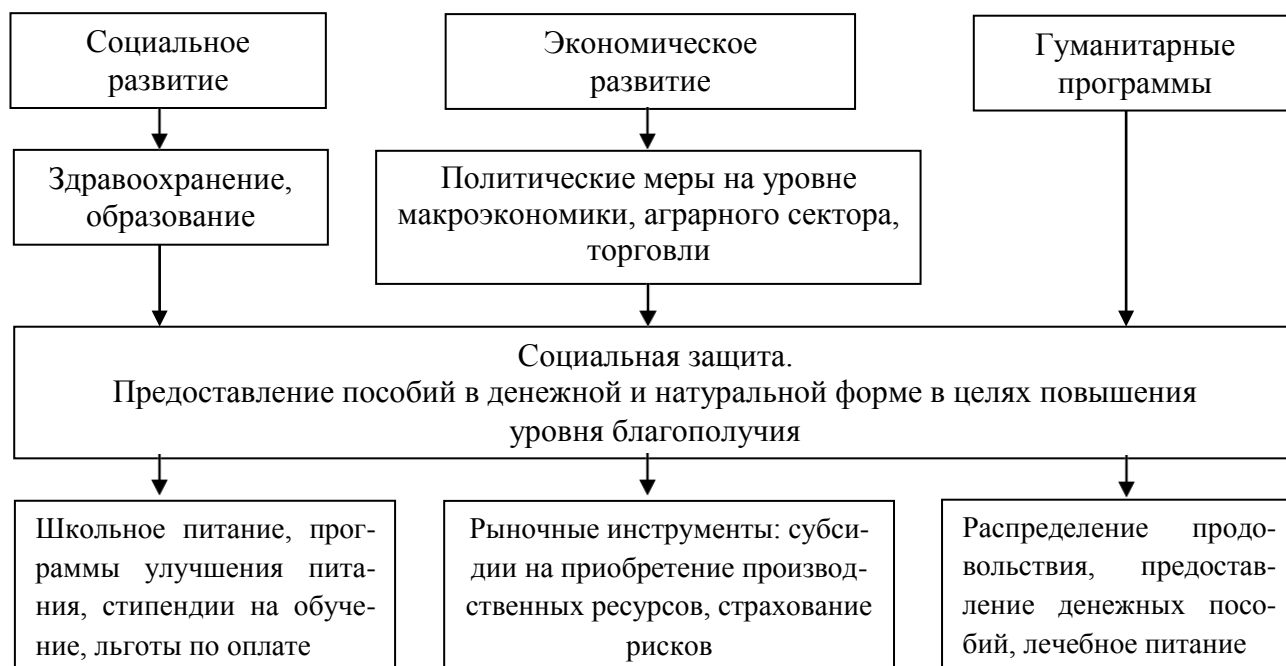 Социальное
развитие
Экономическое
развитие
Гуманитарные
программы
Здравоохранение,
образование
Политические меры на уровне
макроэкономики, аграрного сектора,
торговли
Социальная защита.
Предоставление пособий в денежной и натуральной форме в целях повышения
уровня благополучия
Школьное питание, прог-
раммы улучшения пита-
ния, стипендии на обуче-
ние, льготы по оплате
Рыночные инструменты: субси-
дии на приобретение производ-
ственных ресурсов, страхование
рисков
Распределение продо-
вольствия, предостав-
ление денежных посо-
бий, лечебное питание